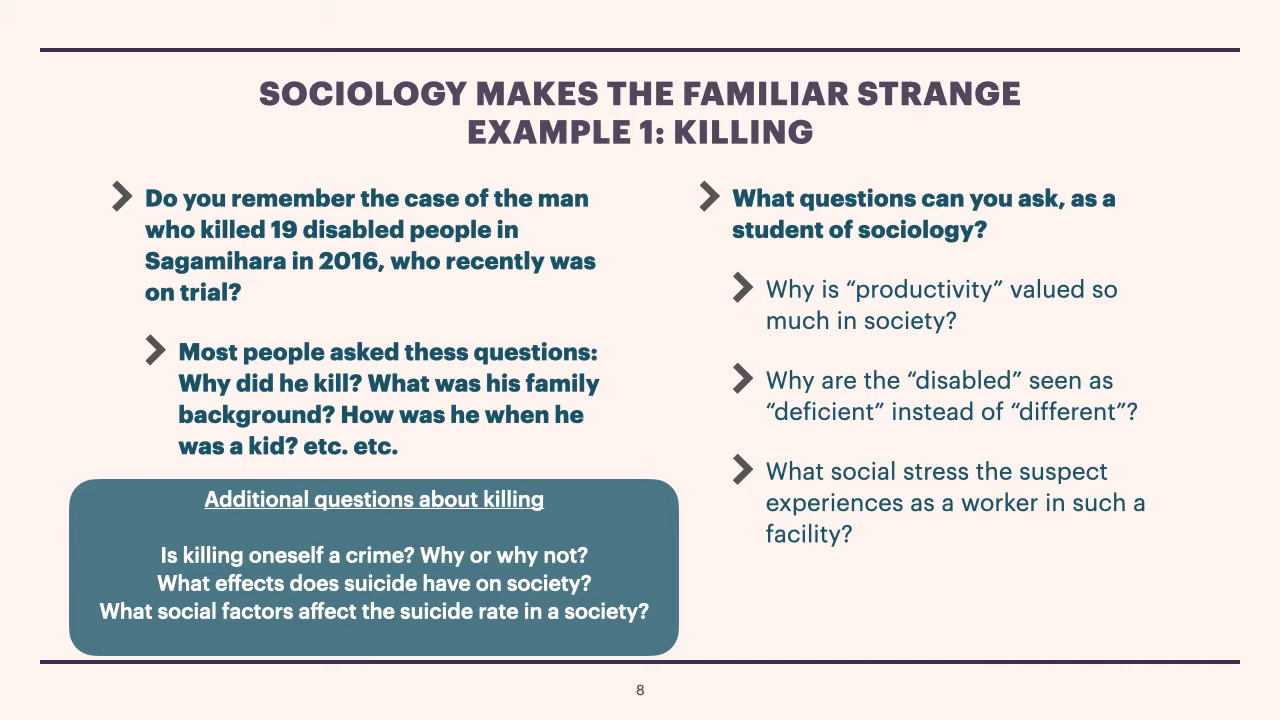 SOCIOLOGY MAKES THE FAMILIAR STRANGE
EXAMPLE 1: KILLING
Do you remember the case of the man
who killed 19 disabled people in
Sagamihara in 2016, who recently was
on trial?
Most people asked thess questions:
Why did he kill? What was his family
background? How was he when he
was a kid? etc. etc.
Additional questions about killing
Is killing oneself a crime? Why or why not?
What effects does suicide have on society?
What social factors affect the suicide rate in a society?
What questions can you ask, as a
student of sociology?
Why is “productivity” valued so
much in society?
Why are the “disabled” seen as
“deficient” instead of “different”?
What social stress the suspect
experiences as a worker in such a
facility?
8